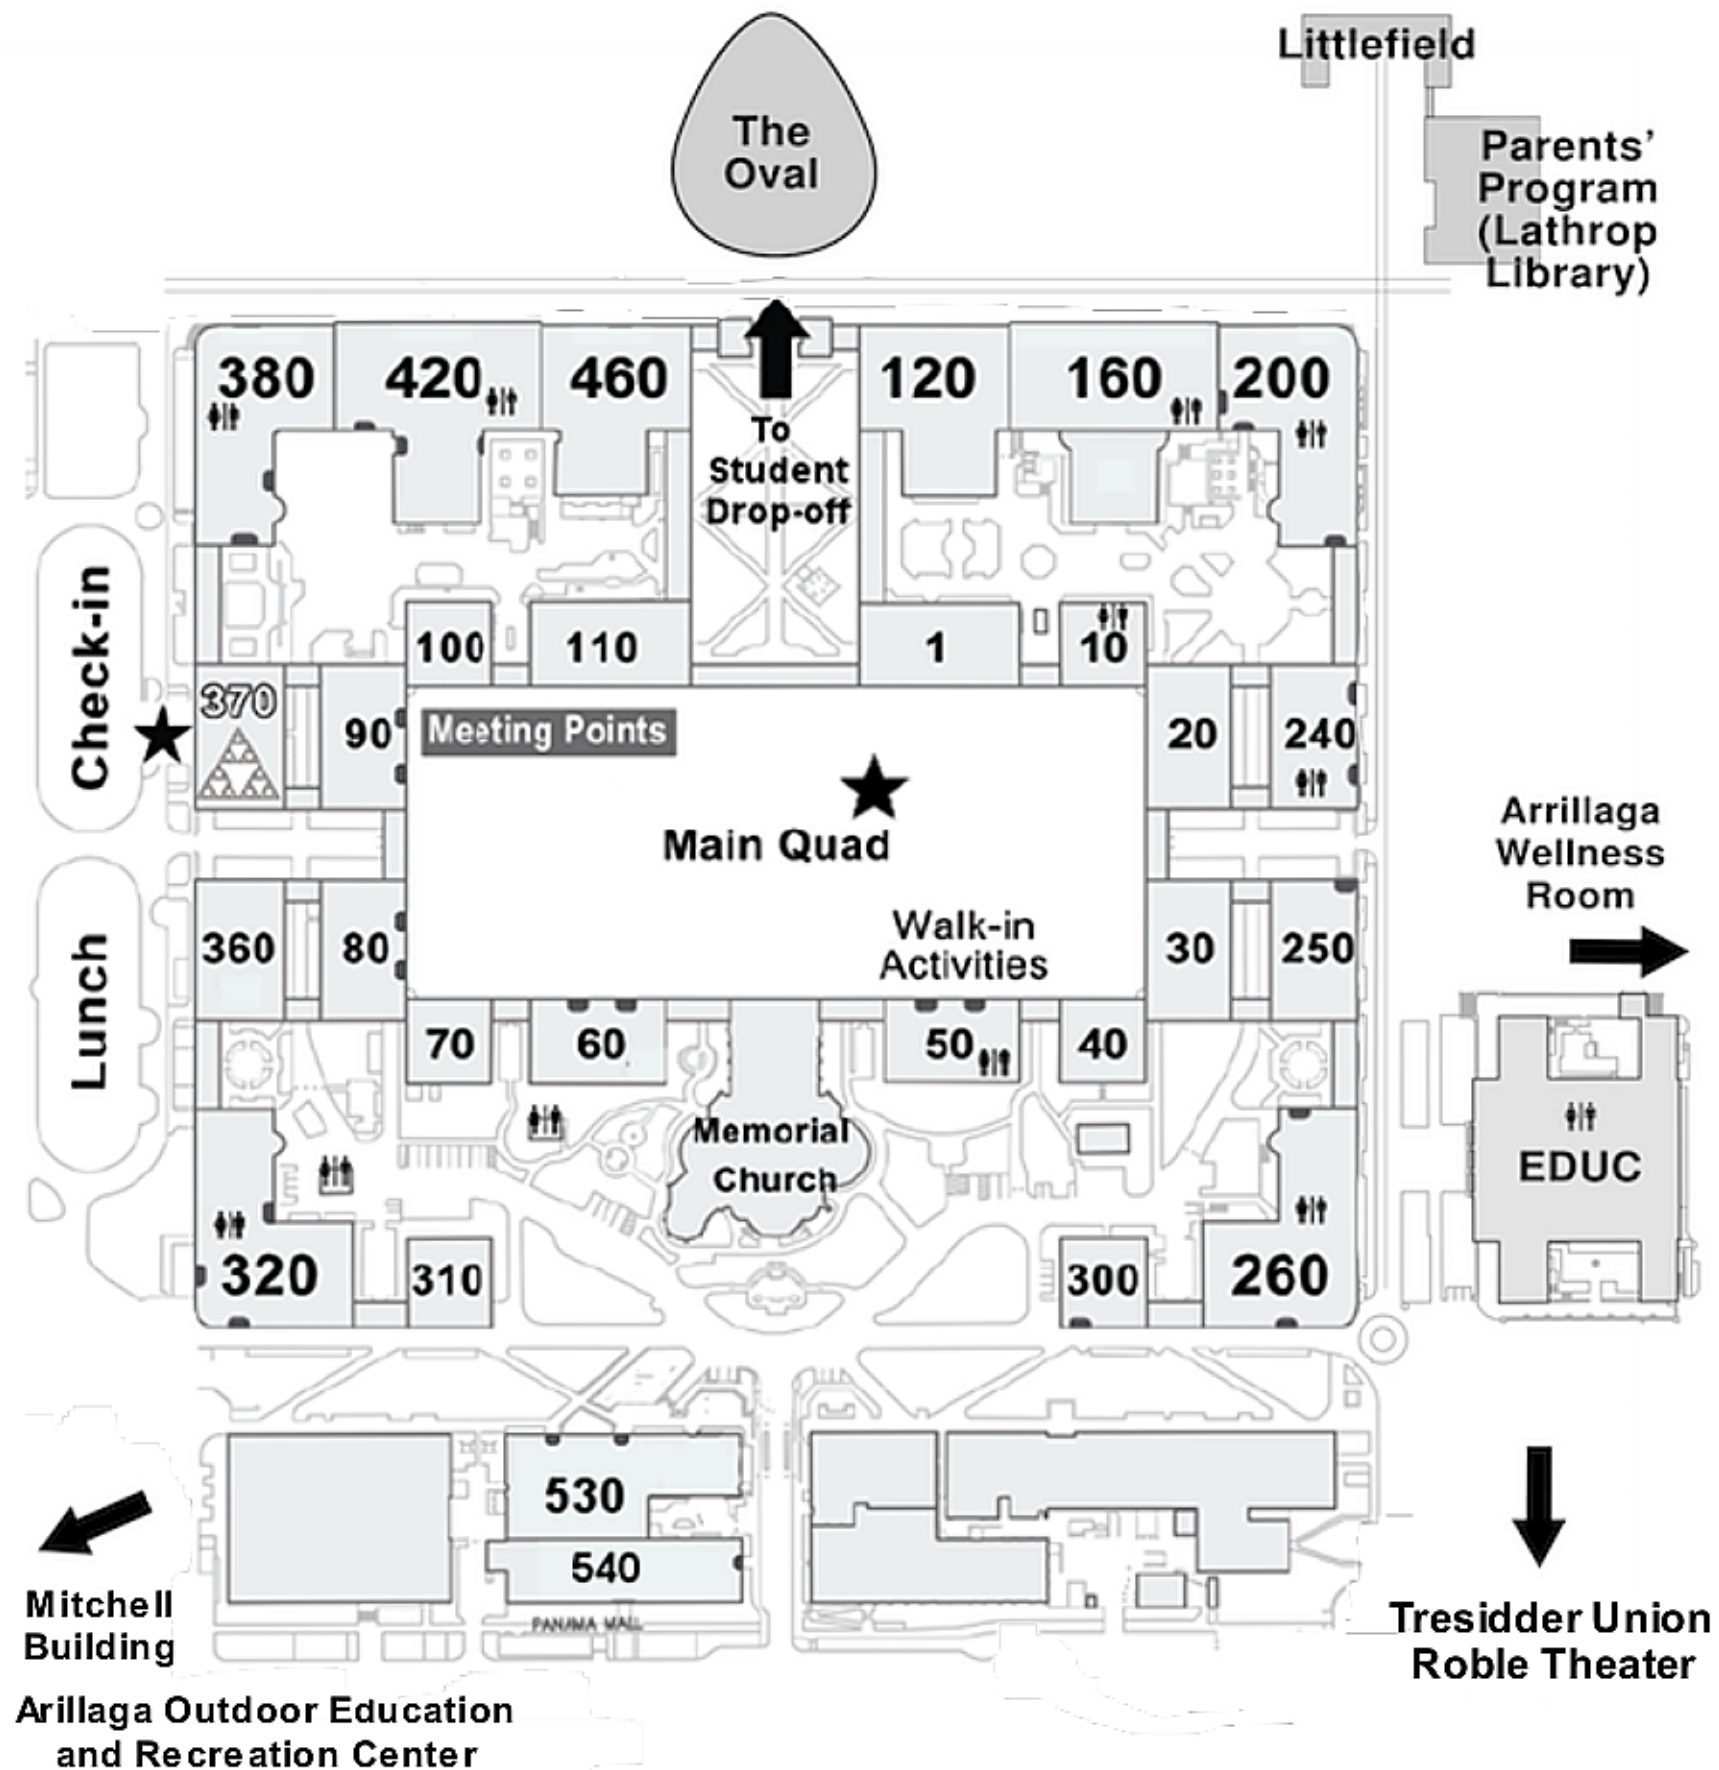 Littlefield
The
Oval
Parents'
Program
(Lathrop
Library)
380
420
460
120
160
200
To
Student
Drop-off
Check-in
100
110
1
10
370
90
Meeting Points
20
240
Main Quad
Arrillaga
Wellness
Room
Walk-in
Activities
Lunch
360
80
30
250
70
60
50
40
Memorial
Church
EDUC
320
310
300
260
530
540
PANAMA MALL
Mitchell
Building
Tresidder Union
Roble Theater
Arillaga Outdoor Education
and Recreation Center